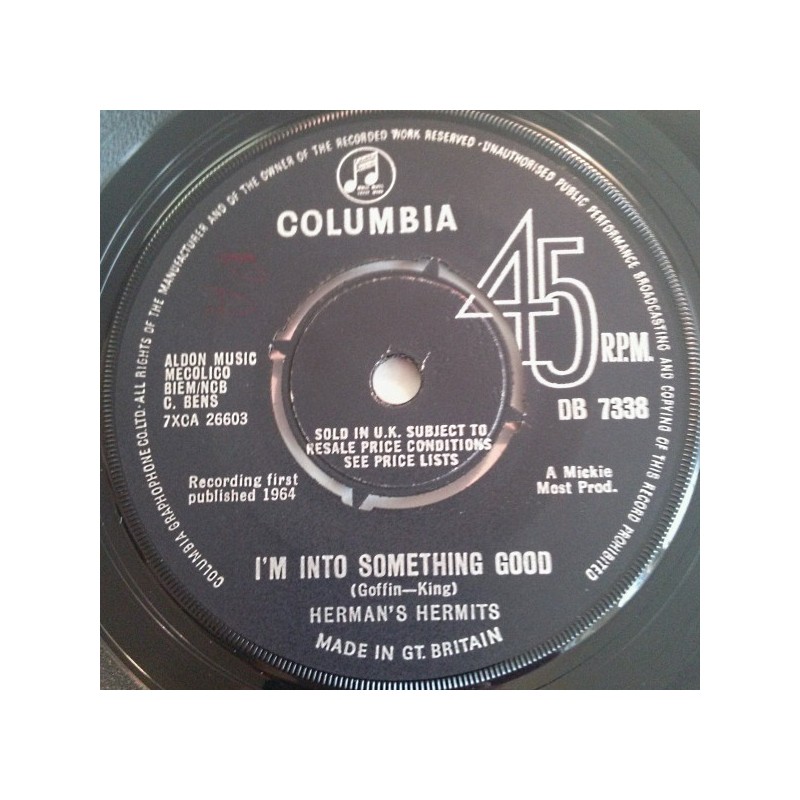 COLUMBIA GRAPHOPHONE CO.LTD·ALL RIGHTS OF THE MANUFACTURER AND OF THE OWNER OF THE RECORDED WORK RESERVED·UNAUTHORISED PUBLIC PERFORMANCE BROADCASTING AND COPYING OF THIS RECORD PROHIBITED
COLUMBIA
45
R.P.M.
ALDON MUSIC
MECOLICO
BIEM/NCB
C. BENS
7XCA 26603
DB 7338
SOLD IN U.K. SUBJECT TO
RESALE PRICE CONDITIONS
SEE PRICE LISTS
Recording first
published 1964
A Mickie
Most Prod.
I'M INTO SOMETHING GOOD
(Goffin—King)
HERMAN'S HERMITS
MADE IN GT. BRITAIN